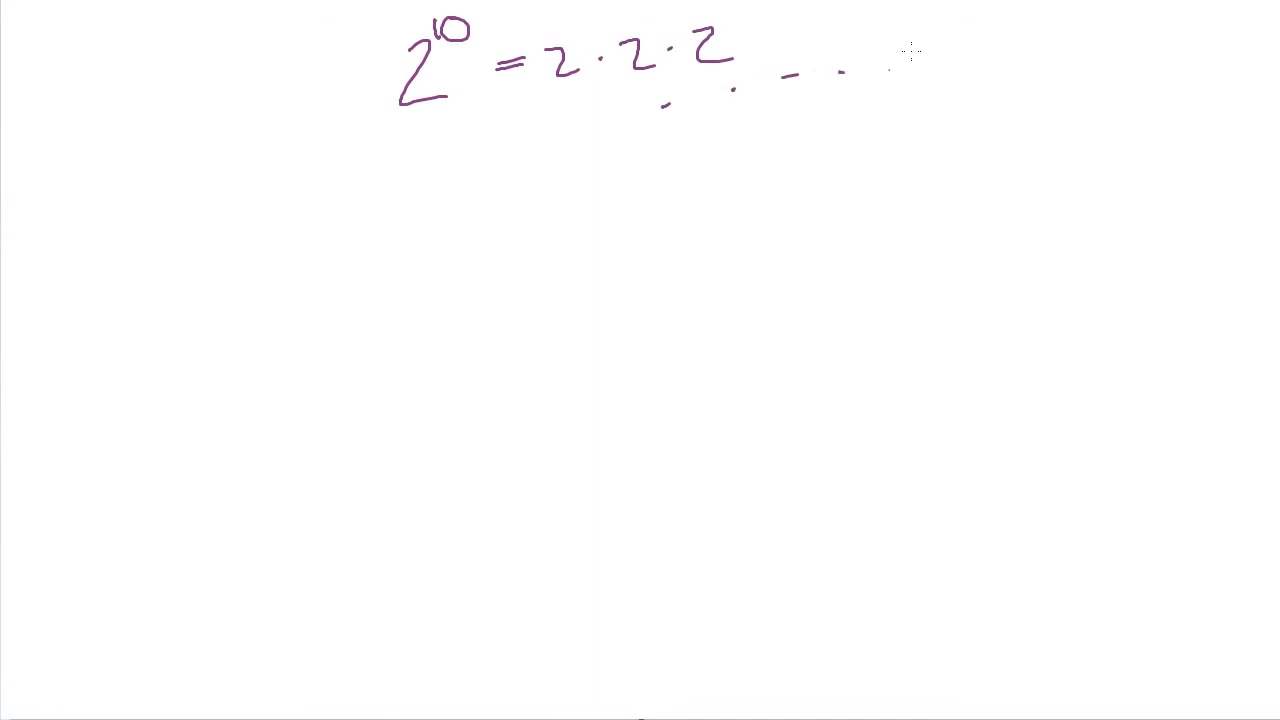 2^10 = 2 · 2 · 2 . . . . .